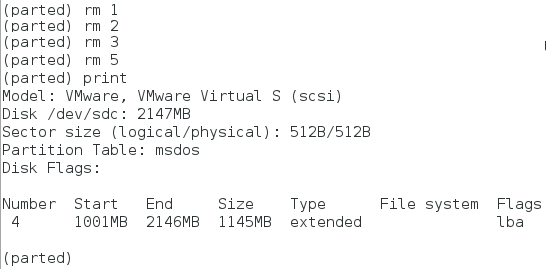 (parted) rm 1
(parted) rm 2
(parted) rm 3
(parted) rm 5
(parted) print
Model: VMware, VMware Virtual S (scsi)
Disk /dev/sdc: 2147MB
Sector size (logical/physical): 512B/512B
Partition Table: msdos
Disk Flags:
Number  Start   End     Size    Type      File system  Flags
 4      1001MB  2146MB  1145MB  extended               lba
(parted)